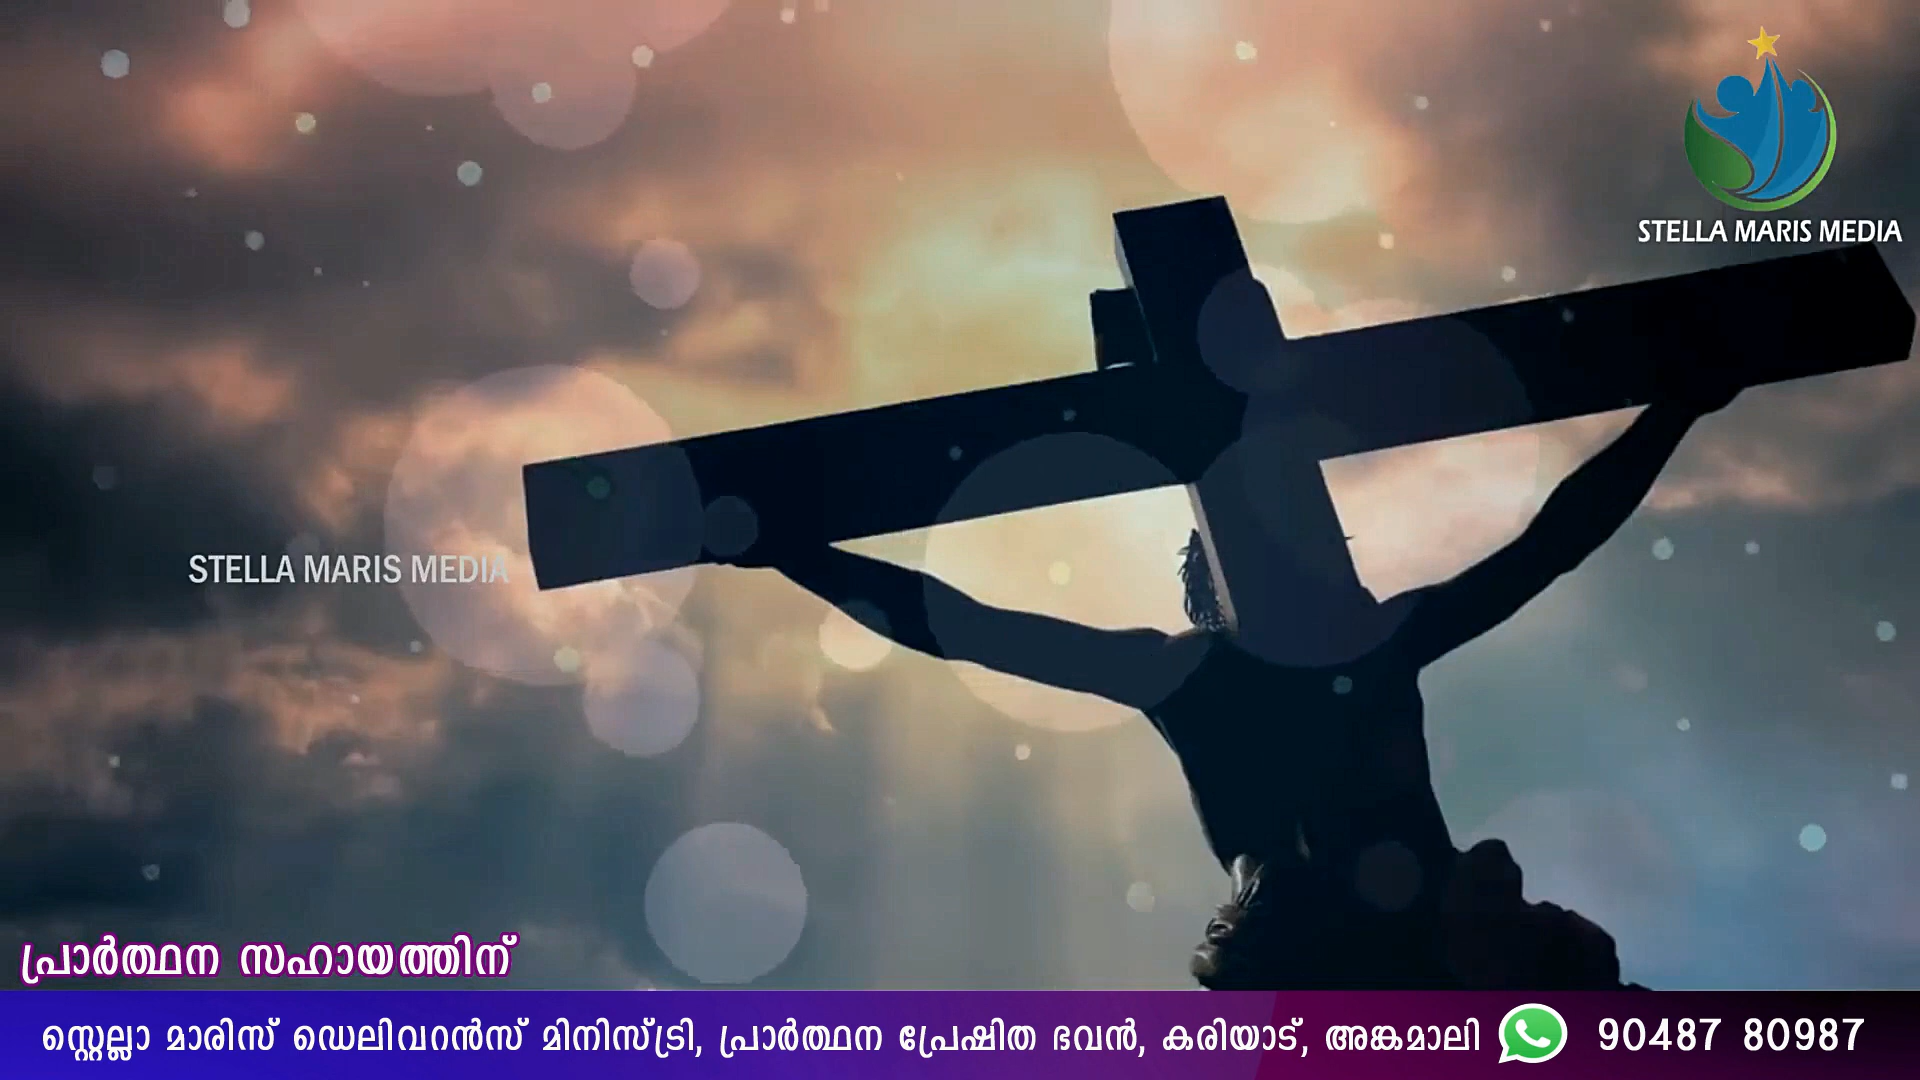 STELLA MARIS MEDIA
STELLA MARIS MEDIA
പ്രാർത്ഥന സഹായത്തിന്
സ്റ്റെല്ലാ മാരിസ് ഡെലിവറൻസ് മിനിസ്ട്രി, പ്രാർത്ഥന പ്രേഷിത ഭവൻ, കരിയാട്, അങ്കമാലി 90487 80987